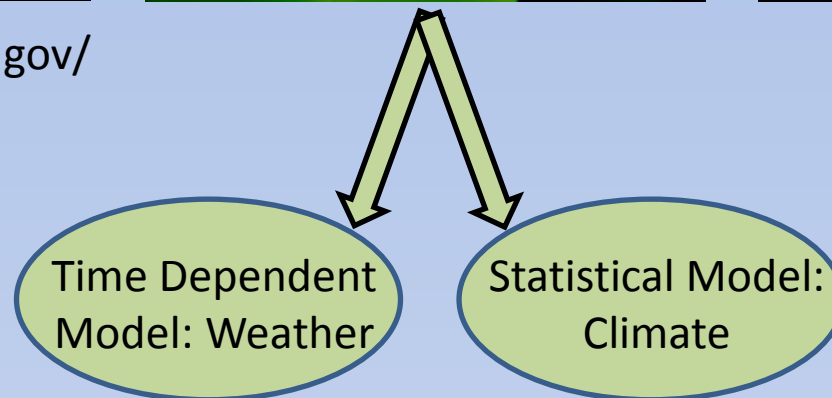 gov/
Time Dependent
Model: Weather
Statistical Model:
Climate